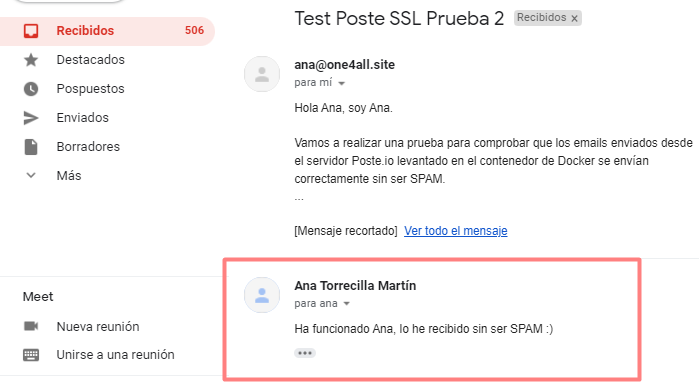 Recibidos 506
Destacados
Pospuestos
Enviados
Borradores
Más
Meet
Nueva reunión
Unirse a una reunión
Test Poste SSL Prueba 2 Recibidos x
ana@one4all.site
para mí
Hola Ana, soy Ana.
Vamos a realizar una prueba para comprobar que los emails enviados desde
el servidor Poste.io levantado en el contenedor de Docker se envían
correctamente sin ser SPAM.
...
[Mensaje recortado] Ver todo el mensaje
Ana Torrecilla Martín
para ana
Ha funcionado Ana, lo he recibido sin ser SPAM :)